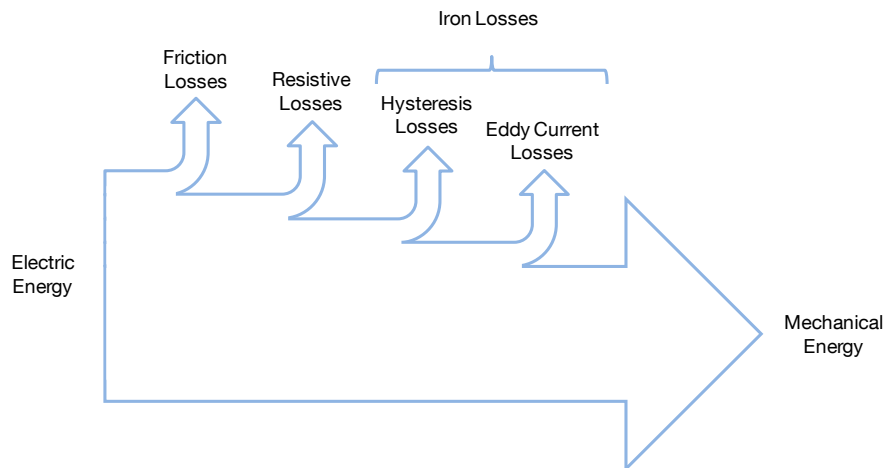 Iron Losses
Friction
Losses
Resistive
Losses
Hysteresis
Losses
Eddy Current
Losses
Electric
Energy
Mechanical
Energy